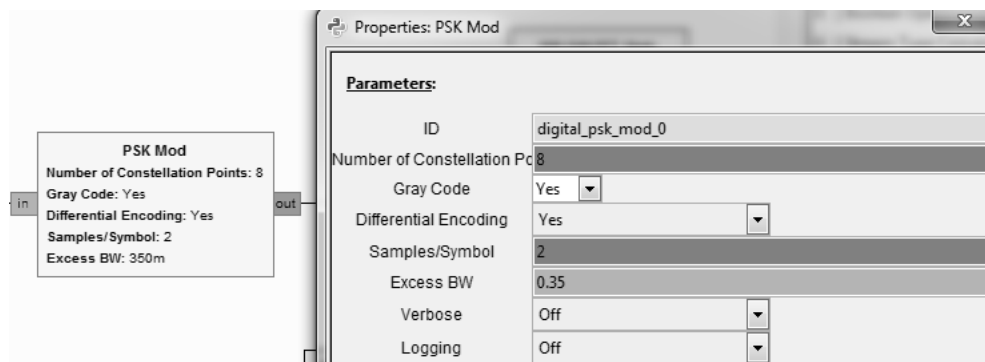 Properties: PSK Mod
X
Parameters:
ID
digital_psk_mod_0
Number of Constellation Po
8
Gray Code
Yes
Differential Encoding
Yes
Samples/Symbol
2
Excess BW
0.35
Verbose
Off
Logging
Off
PSK Mod
Number of Constellation Points: 8
Gray Code: Yes
Differential Encoding: Yes
Samples/Symbol: 2
Excess BW: 350m
in
out